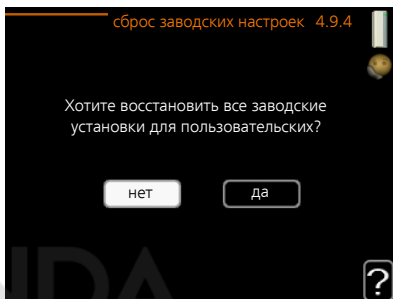 сброс заводских настроек 4.9.4
Хотите восстановить все заводские
установки для пользовательских?
нет да
?